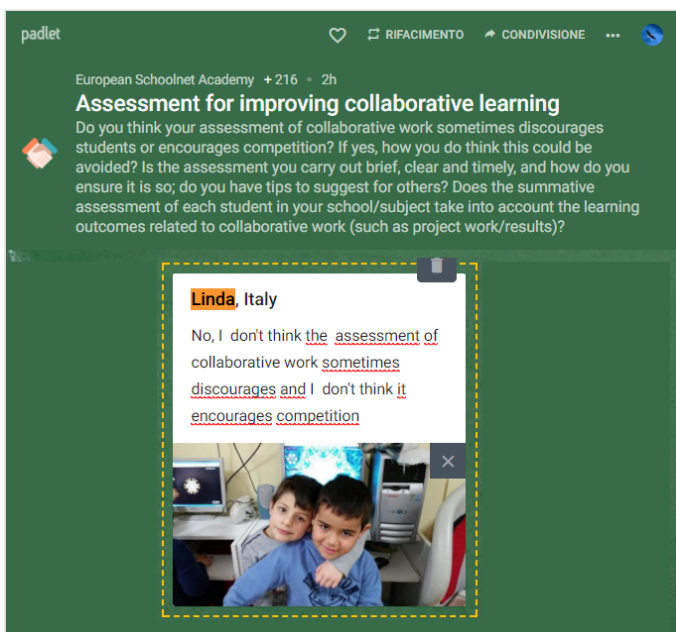 padlet
RIFACIMENTO
CONDIVISIONE
European Schoolnet Academy +216 • 2h
Assessment for improving collaborative learning
Do you think your assessment of collaborative work sometimes discourages
students or encourages competition? If yes, how you do think this could be
avoided? Is the assessment you carry out brief, clear and timely, and how do you
ensure it is so; do you have tips to suggest for others? Does the summative
assessment of each student in your school/subject take into account the learning
outcomes related to collaborative work (such as project work/results)?
Linda, Italy
No, I don't think the assessment of
collaborative work sometimes
discourages and I don't think it
encourages competition